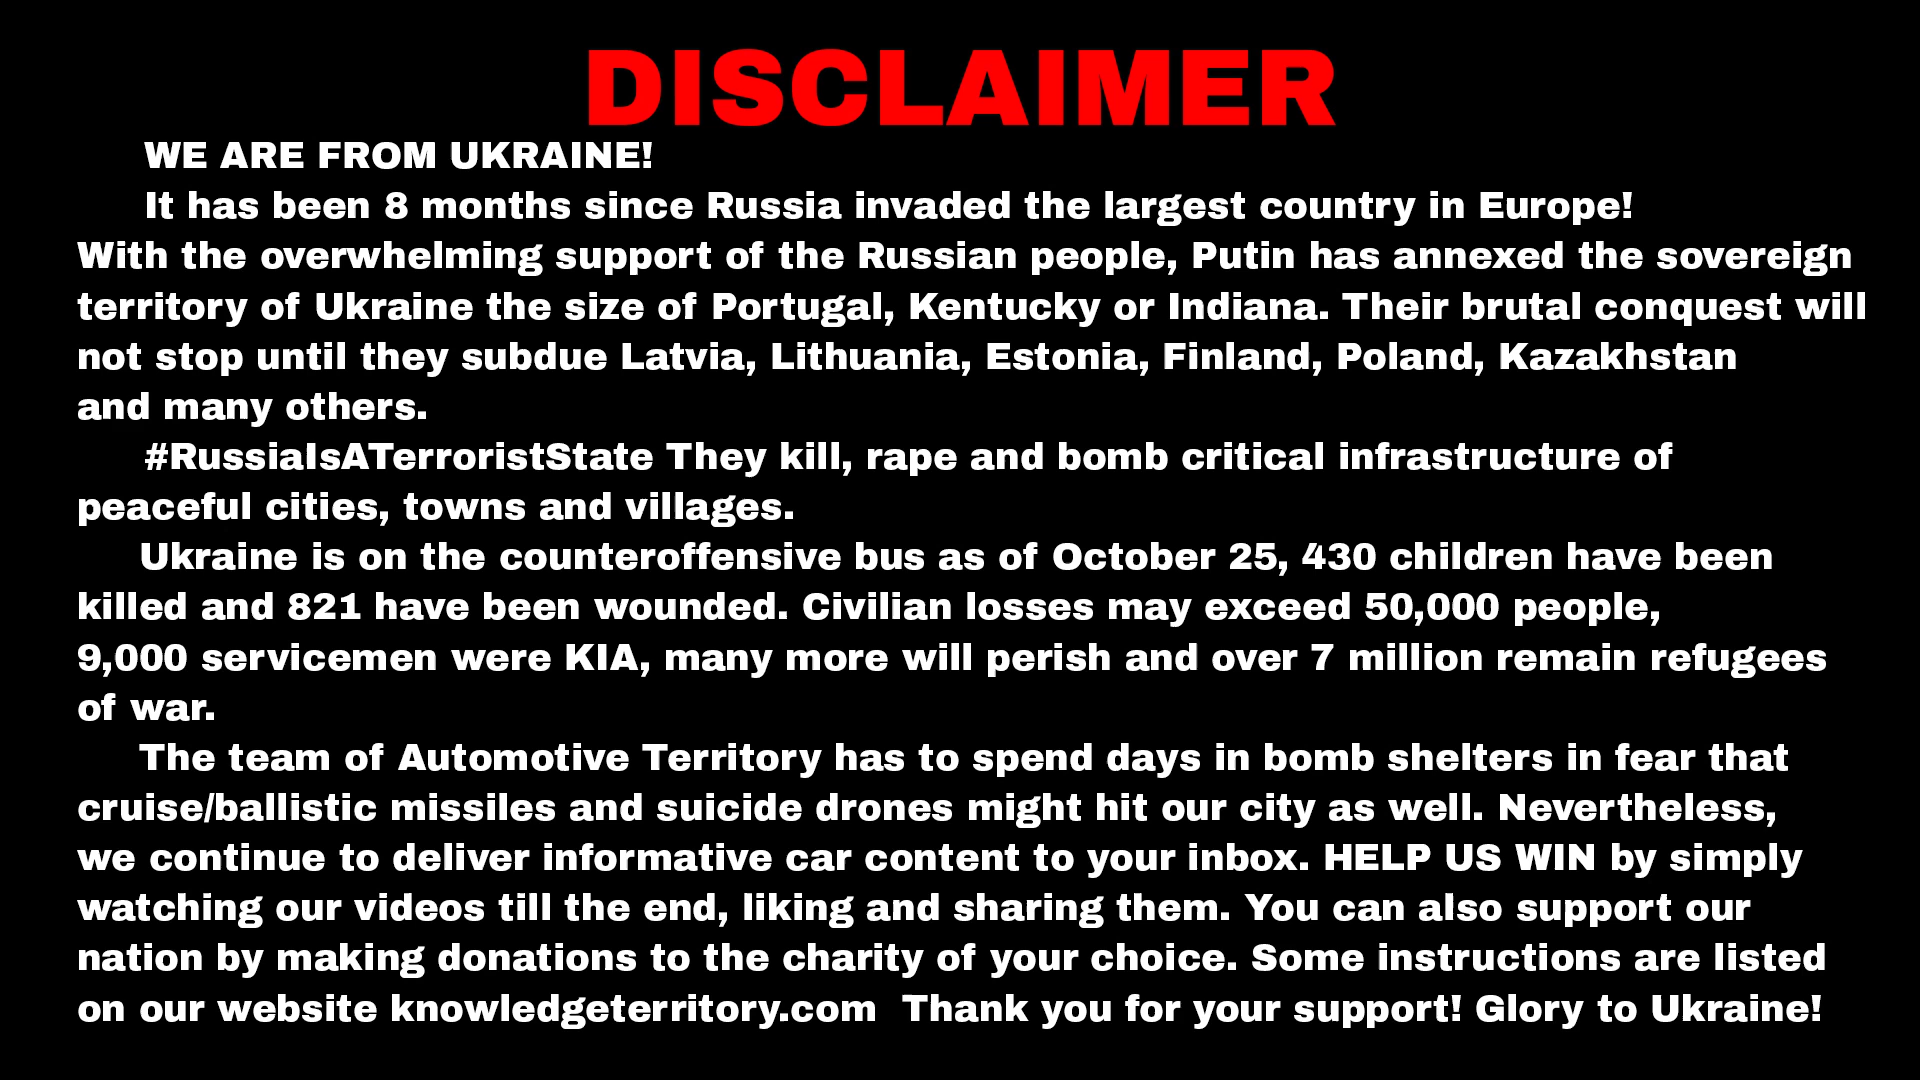 DISCLAIMER
WE ARE FROM UKRAINE!
It has been 8 months since Russia invaded the largest country in Europe!
With the overwhelming support of the Russian people, Putin has annexed the sovereign
territory of Ukraine the size of Portugal, Kentucky or Indiana. Their brutal conquest will
not stop until they subdue Latvia, Lithuania, Estonia, Finland, Poland, Kazakhstan
and many others.
#RussiaIsATerroristState They kill, rape and bomb critical infrastructure of
peaceful cities, towns and villages.
Ukraine is on the counteroffensive bus as of October 25, 430 children have been
killed and 821 have been wounded. Civilian losses may exceed 50,000 people,
9,000 servicemen were KIA, many more will perish and over 7 million remain refugees
of war.
The team of Automotive Territory has to spend days in bomb shelters in fear that
cruise/ballistic missiles and suicide drones might hit our city as well. Nevertheless,
we continue to deliver informative car content to your inbox. HELP US WIN by simply
watching our videos till the end, liking and sharing them. You can also support our
nation by making donations to the charity of your choice. Some instructions are listed
on our website knowledgeterritory.com  Thank you for your support! Glory to Ukraine!